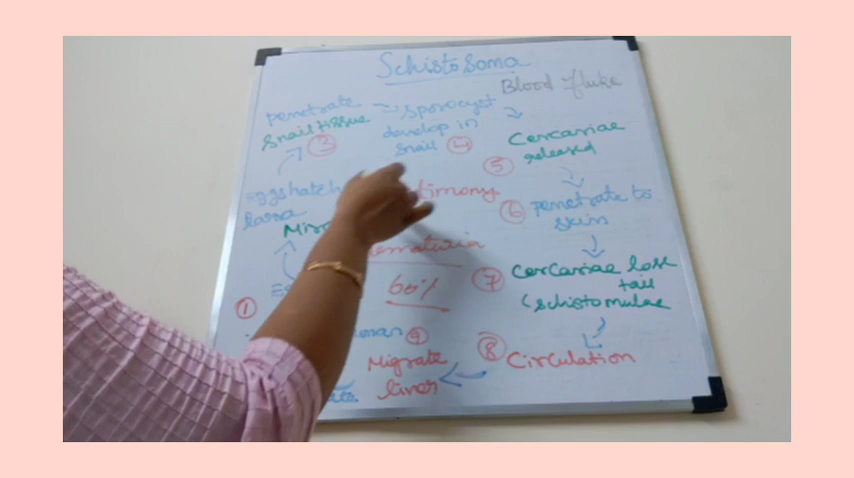 Schistosoma
Blood fluke
penetrate
snail tissue
3
Sporocyst
develop in
snail 4
5 Cercariae
released
eggs hatch
larva
6 penetrate to
skin
60%
7 Cercariae lose
tail
(schistomulae
1
9
Migrate
liver
8 Circulation